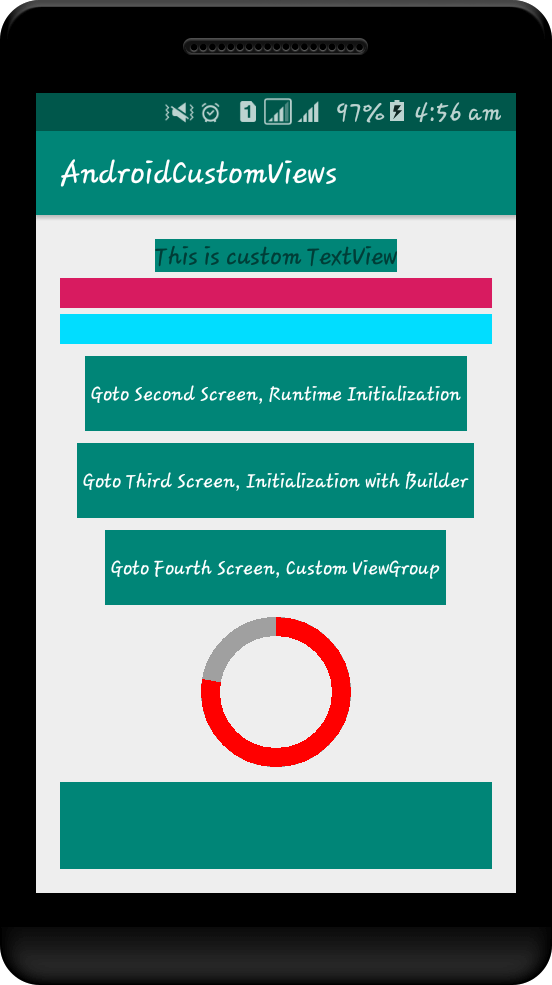 1 97% 4:56 am
AndroidCustomViews
This is custom TextView
Goto Second Screen, Runtime Initialization
Goto Third Screen, Initialization with Builder
Goto Fourth Screen, Custom ViewGroup